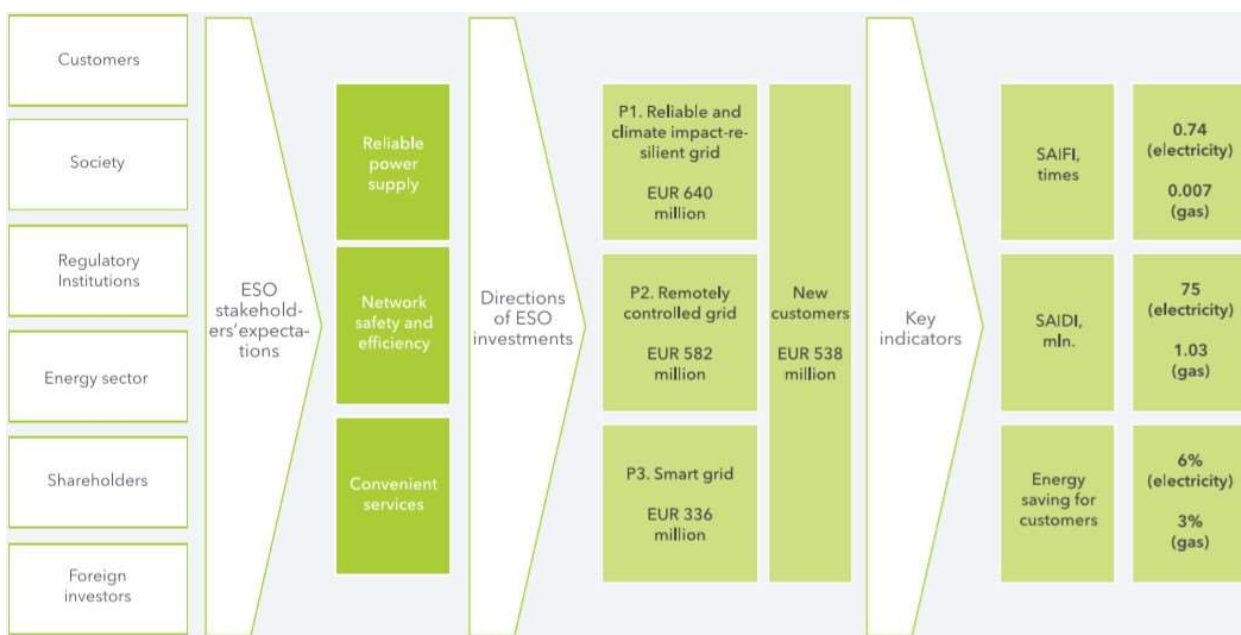 Customers
Society
Regulatory
Institutions
Energy sector
Shareholders
Foreign
investors
ESO
stakehold-
ers'expecta-
tions
Reliable
power
supply
Network
safety and
efficiency
Convenient
services
Directions
of ESO
investments
P1. Reliable and
climate impact-re-
silient grid
EUR 640
million
P2. Remotely
controlled grid
EUR 582
million
P3. Smart grid
EUR 336
million
New
customers
EUR 538
million
Key
indicators
SAIFI,
times
0.74
(electricity)
0.007
(gas)
SAIDI,
mln.
75
(electricity)
1.03
(gas)
Energy
saving for
customers
6%
(electricity)
3%
(gas)